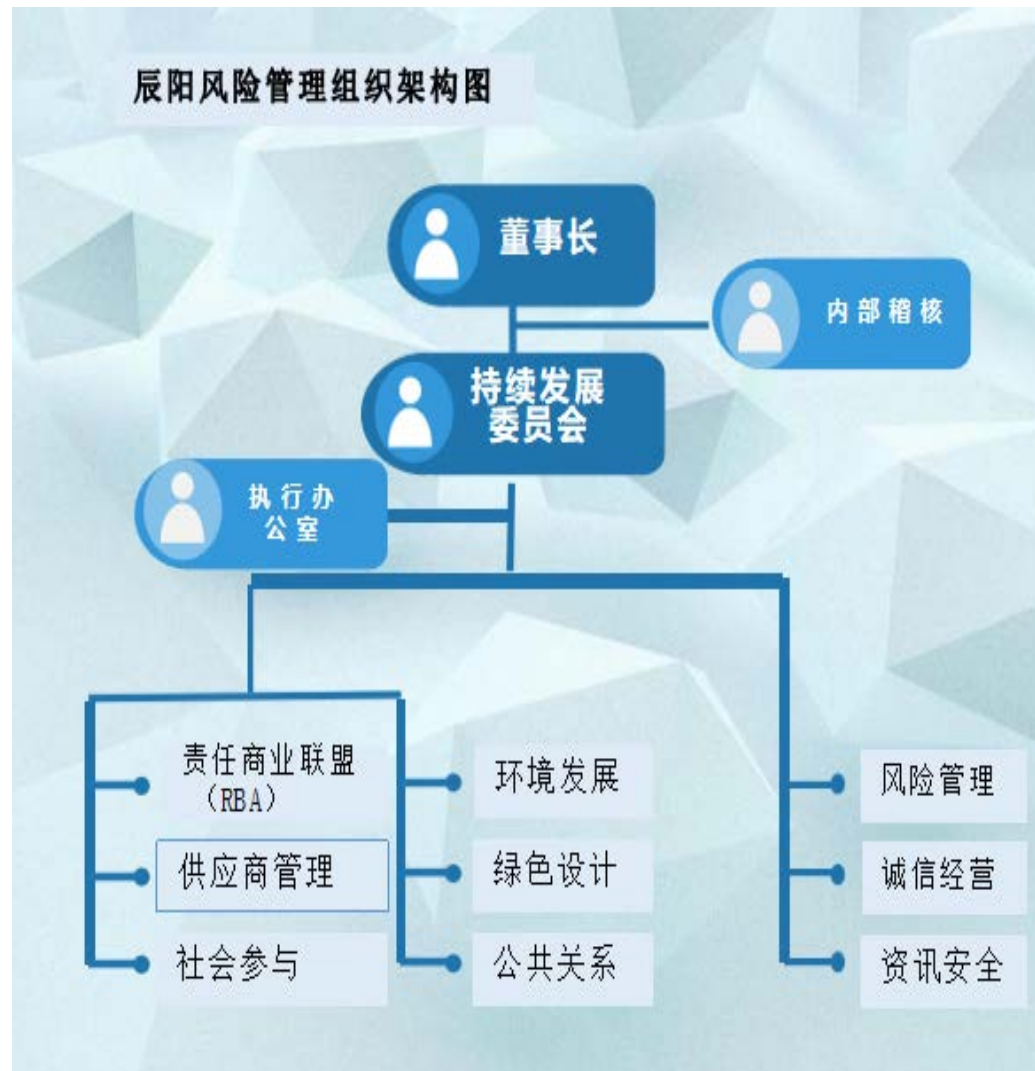 辰阳风险管理组织架构图
董事长
内部稽核
持续发展
委员会
执行办
公室
责任商业联盟
（RBA）
环境发展
风险管理
供应商管理
绿色设计
诚信经营
社会参与
公共关系
资讯安全